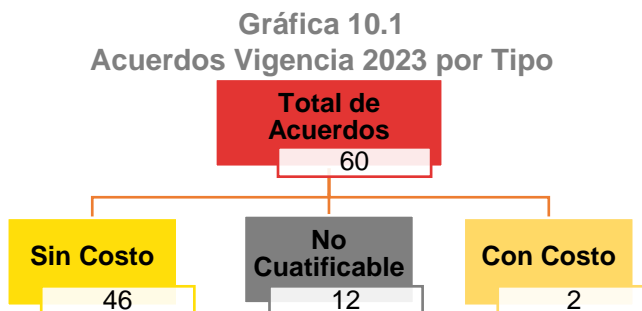 Gráfica 10.1
Acuerdos Vigencia 2023 por Tipo
Total de
Acuerdos
60
Sin Costo
46
No
Cuatificable
12
Con Costo
2